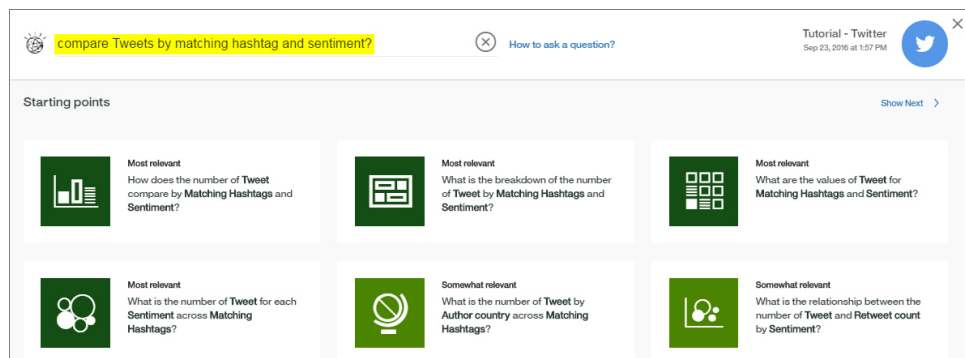 compare Tweets by matching hashtag and sentiment?
How to ask a question?
Tutorial - Twitter
Sep 23, 2016 at 1:57 PM
Starting points
Show Next
Most relevant
How does the number of Tweet
compare by Matching Hashtags and
Sentiment?
Most relevant
What is the breakdown of the number
of Tweet by Matching Hashtags and
Sentiment?
Most relevant
What are the values of Tweet for
Matching Hashtags and Sentiment?
Most relevant
What is the number of Tweet for each
Sentiment across Matching
Hashtags?
Somewhat relevant
What is the number of Tweet by
Author country across Matching
Hashtags?
Somewhat relevant
What is the relationship between the
number of Tweet and Retweet count
by Sentiment?